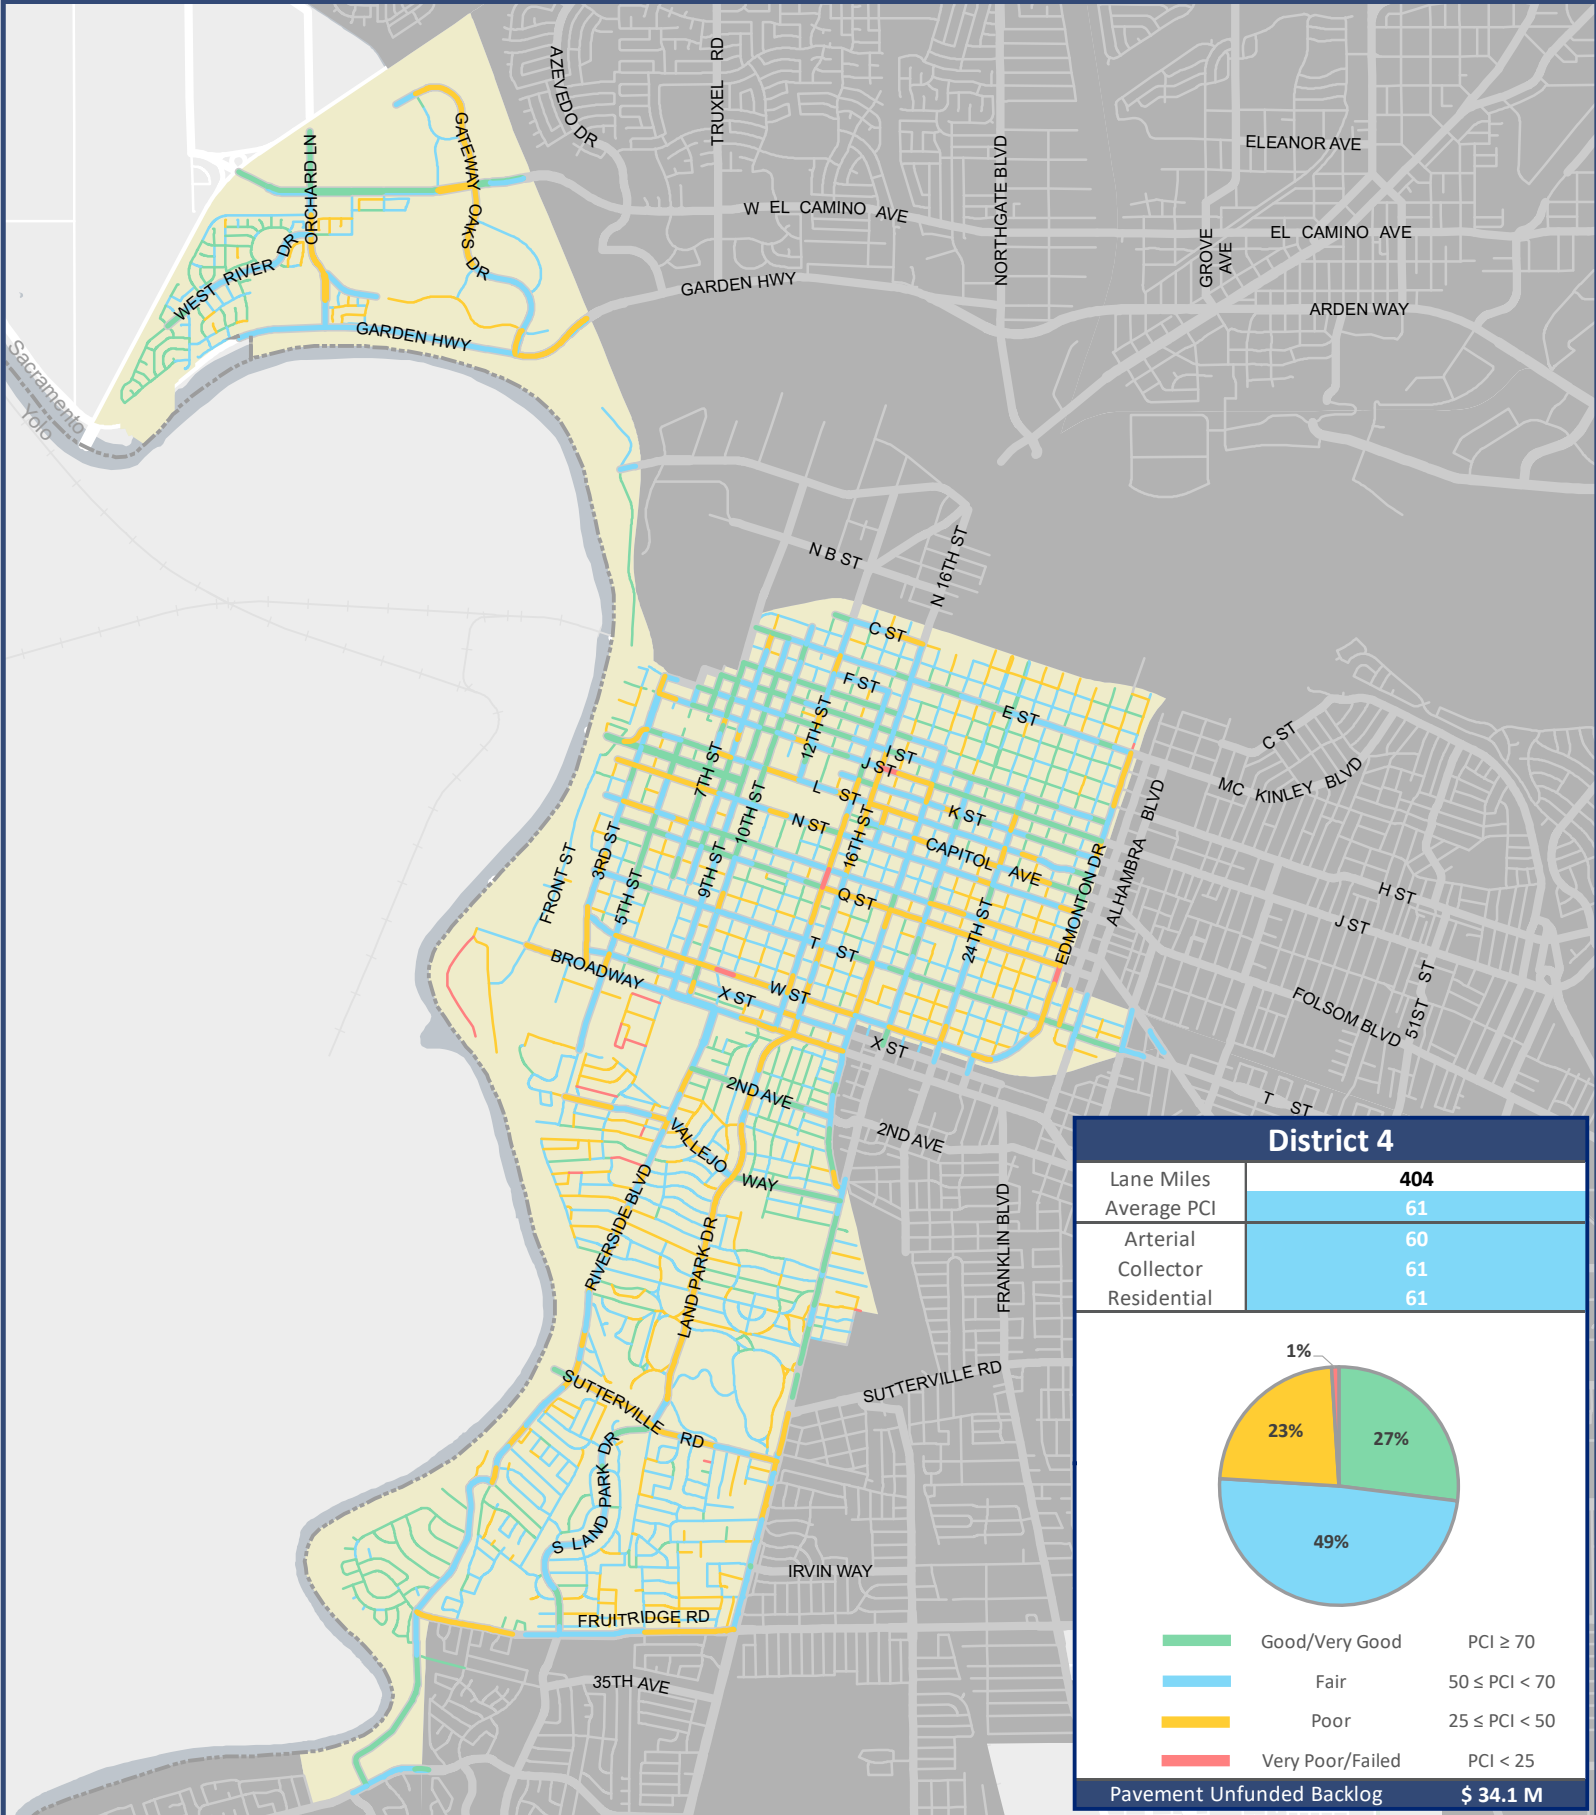 AZEVEDO DR
TRUXEL RD
NORTHGATE BLVD
ELEANOR AVE
GATEWAY OAKS DR
ORCHARD LN
W EL CAMINO AVE
EL CAMINO AVE
GROVE AVE
WEST RIVER DR
GARDEN HWY
GARDEN HWY
ARDEN WAY
Sacramento
Yolo
N B ST
N 16TH ST
C ST
F ST
E ST
12TH ST
I ST
J ST
C ST
MC KINLEY BLVD
7TH ST
L ST
K ST
10TH ST
N ST
16TH ST
CAPITOL AVE
ALHAMBRA BLVD
3RD ST
FRONT ST
5TH ST
9TH ST
Q ST
24TH ST
EDMONTON DR
H ST
J ST
T ST
BROADWAY
X ST
W ST
X ST
FOLSOM BLVD
51ST ST
T ST
2ND AVE
2ND AVE
VALLEJO WAY
RIVERSIDE BLVD
LAND PARK DR
FRANKLIN BLVD
SUTTERVILLE RD
SUTTERVILLE RD
S LAND PARK DR
IRVIN WAY
FRUITRIDGE RD
35TH AVE
District 4
Lane Miles 404
Average PCI 61
Arterial 60
Collector 61
Residential 61
1%
23%
27%
49%
Good/Very Good PCI ≥ 70
Fair 50 ≤ PCI < 70
Poor 25 ≤ PCI < 50
Very Poor/Failed PCI < 25
Pavement Unfunded Backlog $ 34.1 M